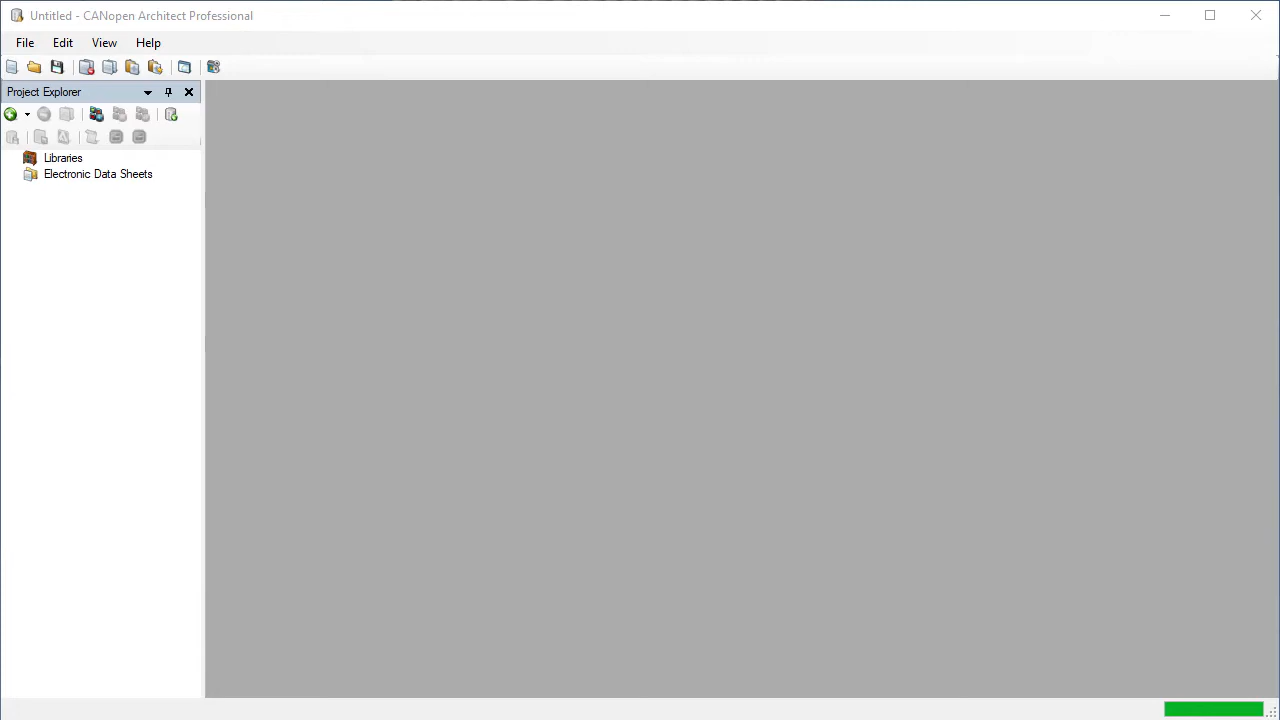 Untitled - CANopen Architect Professional
File Edit View Help
Project Explorer
Libraries
Electronic Data Sheets